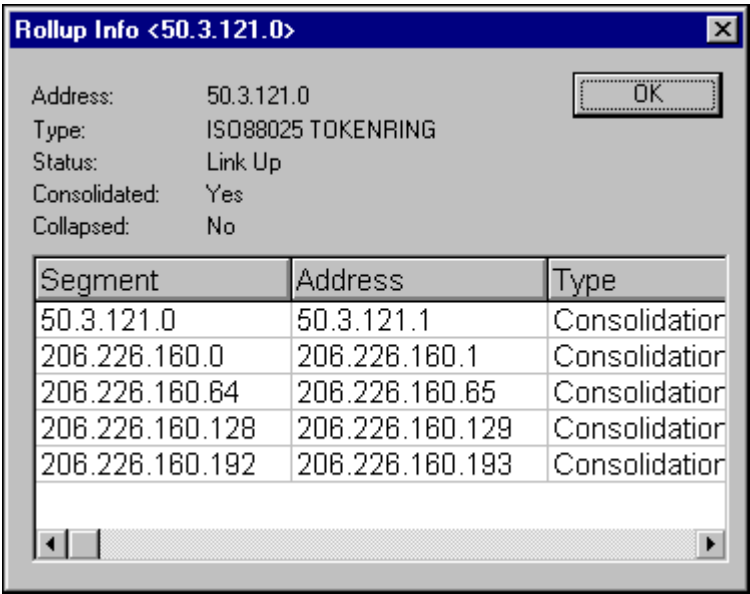 Rollup Info <50.3.121.0>
Address: 50.3.121.0
OK
Type: ISO88025 TOKENRING
Status: Link Up
Consolidated: Yes
Collapsed: No
Segment Address Type
50.3.121.0 50.3.121.1 Consolidation
206.226.160.0 206.226.160.1 Consolidation
206.226.160.64 206.226.160.65 Consolidation
206.226.160.128 206.226.160.129 Consolidation
206.226.160.192 206.226.160.193 Consolidation